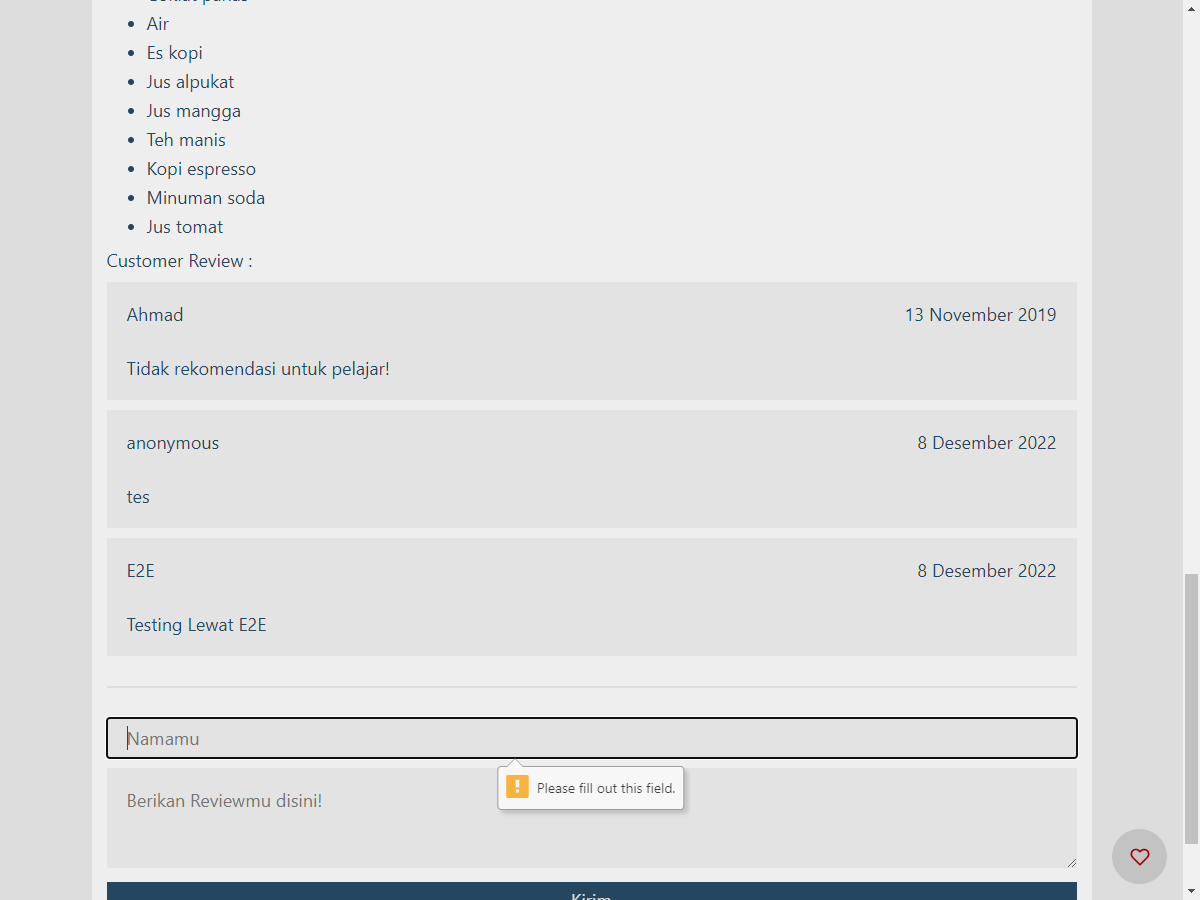 Air
Es kopi
Jus alpukat
Jus mangga
Teh manis
Kopi espresso
Minuman soda
Jus tomat
Customer Review :
Ahmad 13 November 2019
Tidak rekomendasi untuk pelajar!
anonymous 8 Desember 2022
tes
E2E 8 Desember 2022
Testing Lewat E2E
Namamu
Please fill out this field.
Berikan Reviewmu disini!
Kirim